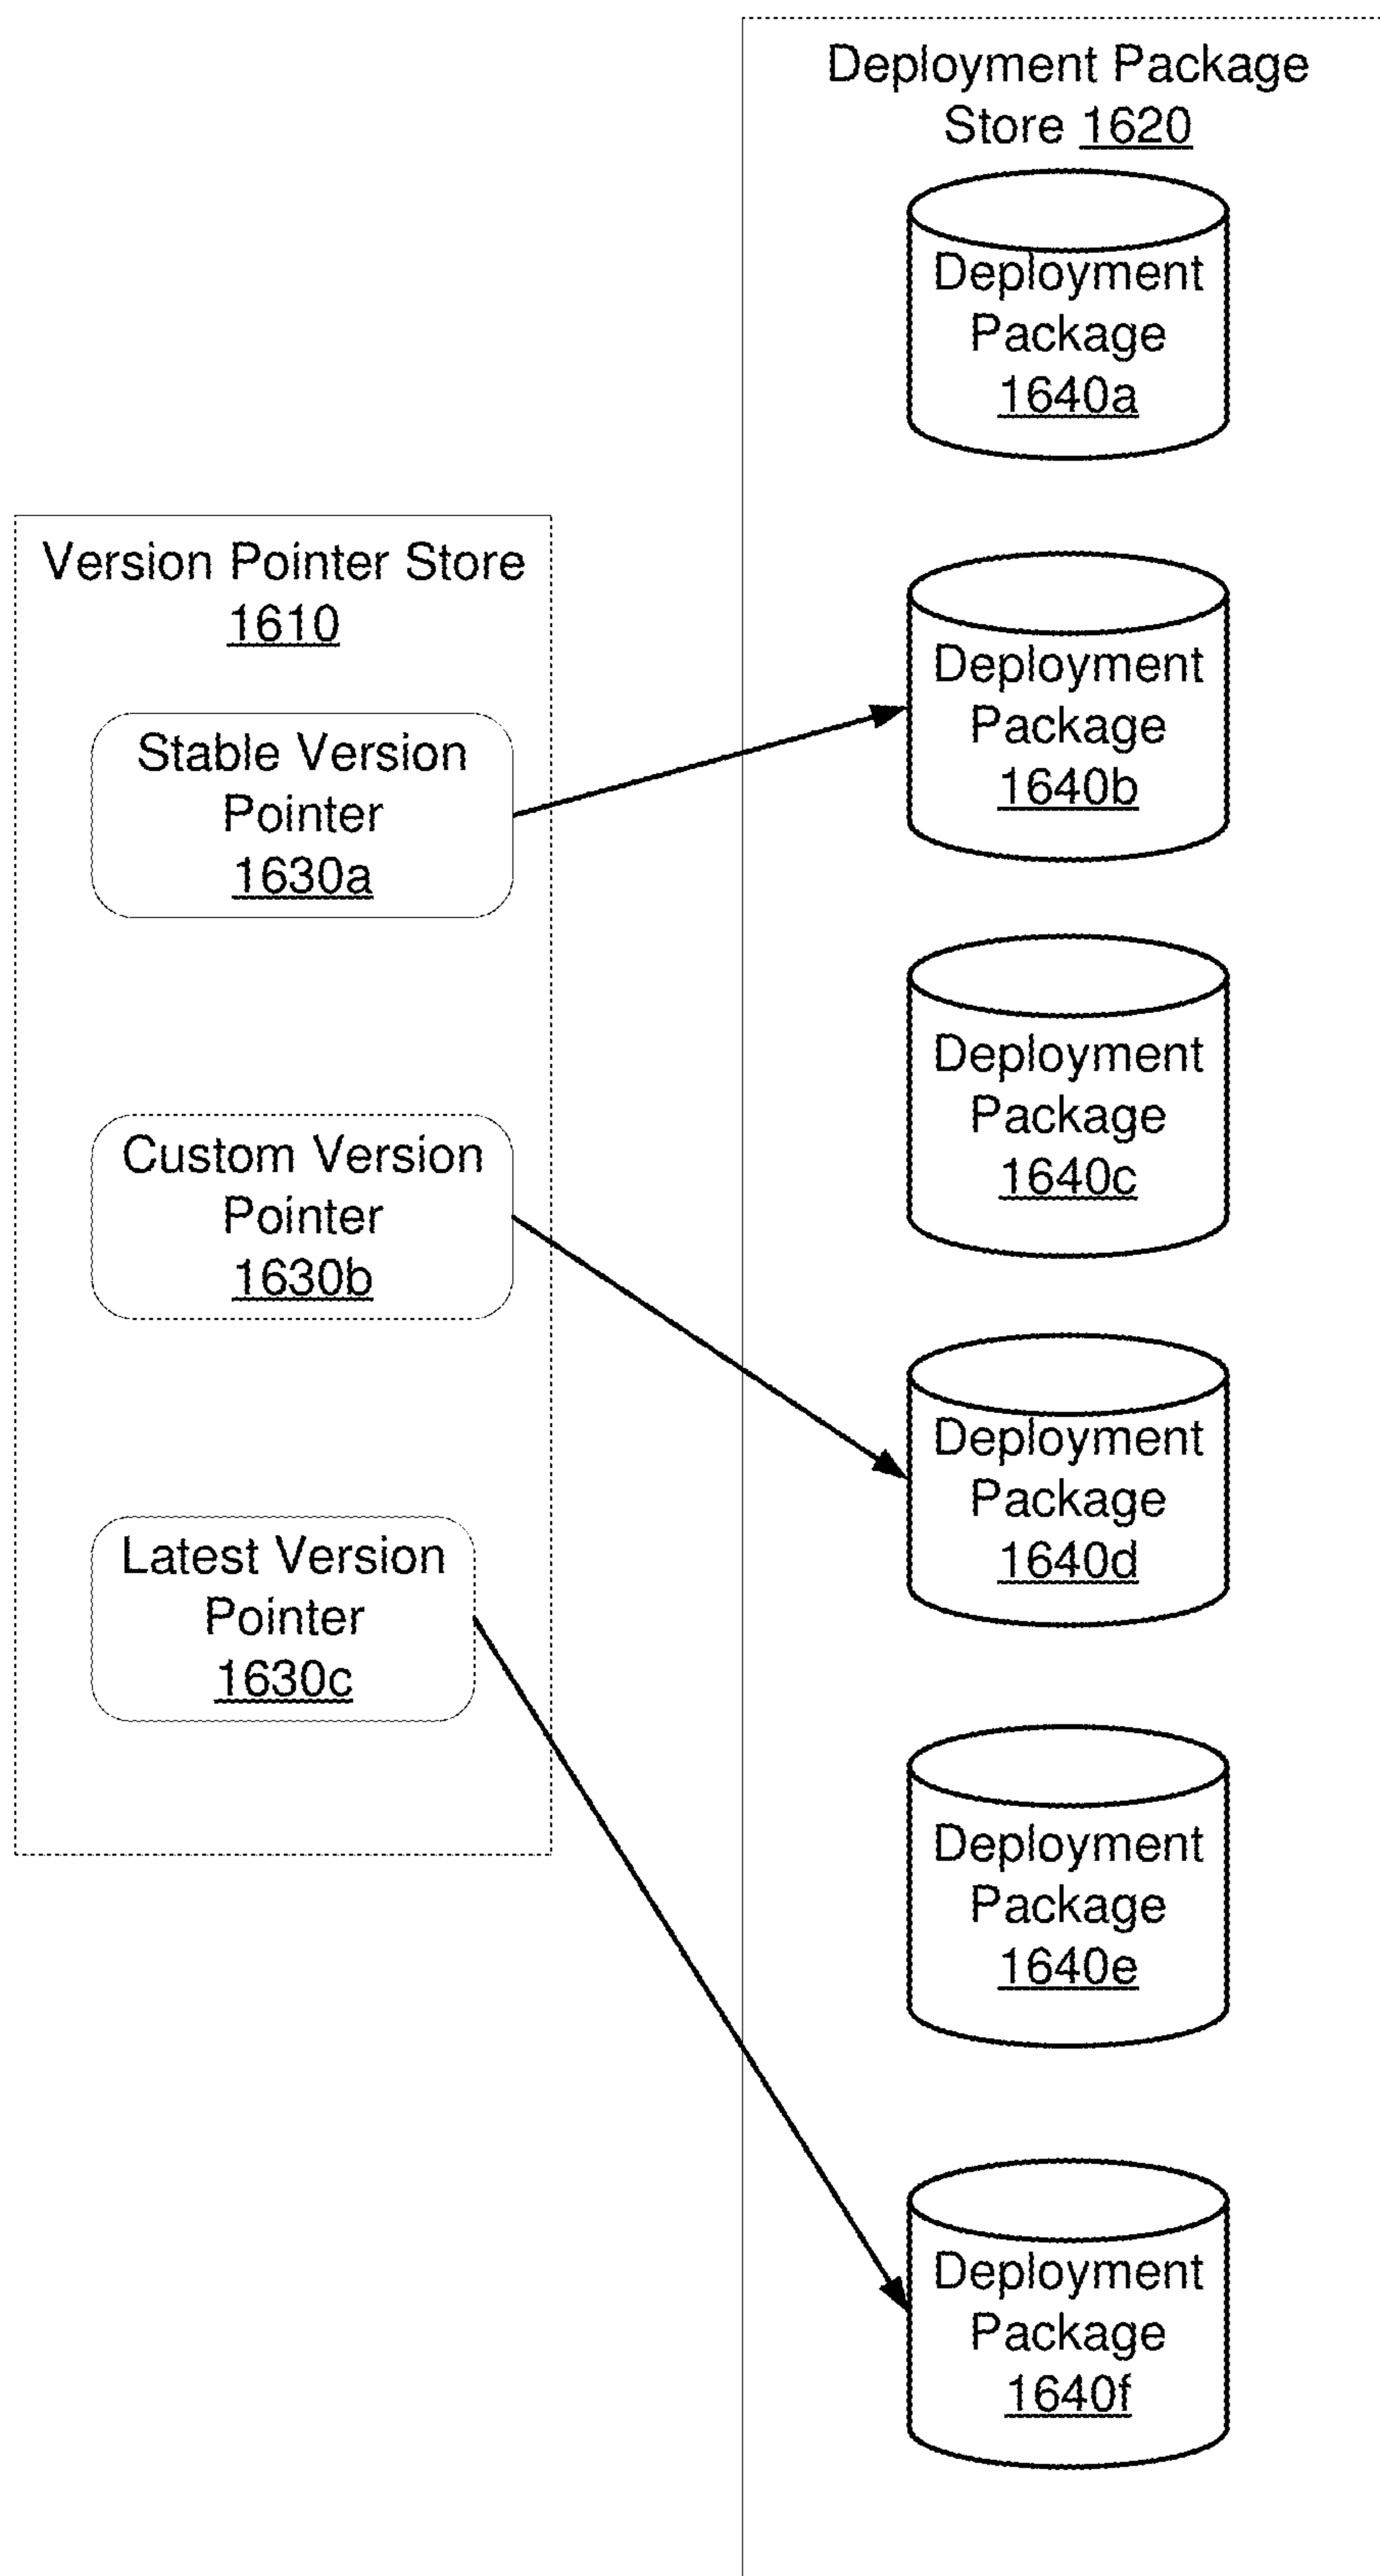 Deployment Package
Store 1620
Deployment
Package
1640a
Version Pointer Store
1610
Stable Version
Pointer
1630a
Deployment
Package
1640b
Custom Version
Pointer
1630b
Deployment
Package
1640c
Latest Version
Pointer
1630c
Deployment
Package
1640d
Deployment
Package
1640e
Deployment
Package
1640f